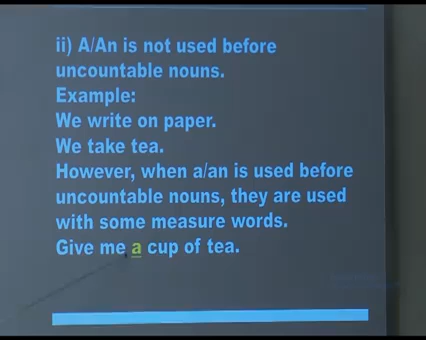 ii) A/An is not used before
uncountable nouns.
Example:
We write on paper.
We take tea.
However, when a/an is used before
uncountable nouns, they are used
with some measure words.
Give me a cup of tea.